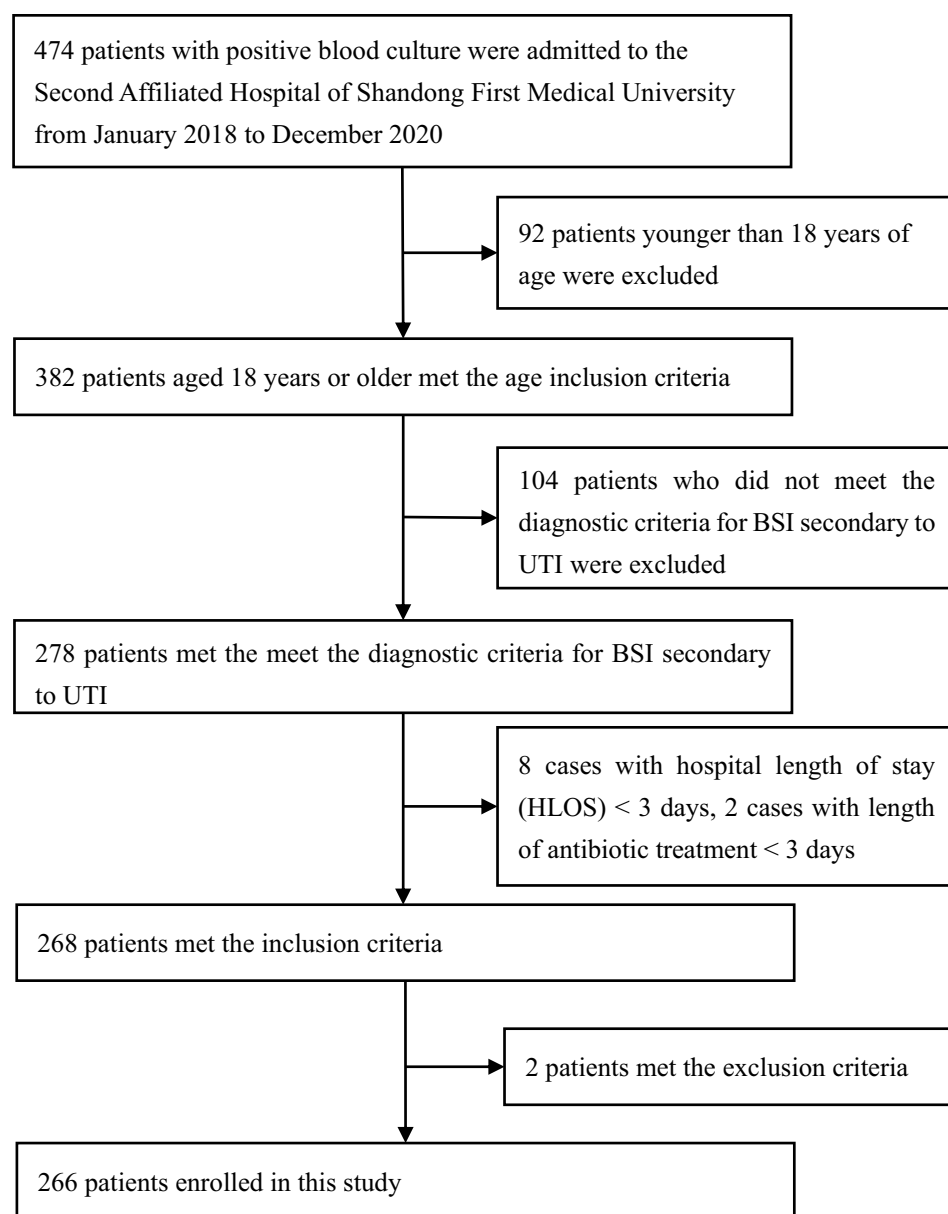 474 patients with positive blood culture were admitted to the
Second Affiliated Hospital of Shandong First Medical University
from January 2018 to December 2020
92 patients younger than 18 years of
age were excluded
382 patients aged 18 years or older met the age inclusion criteria
104 patients who did not meet the
diagnostic criteria for BSI secondary to
UTI were excluded
278 patients met the meet the diagnostic criteria for BSI secondary
to UTI
8 cases with hospital length of stay
(HLOS) < 3 days, 2 cases with length
of antibiotic treatment < 3 days
268 patients met the inclusion criteria
2 patients met the exclusion criteria
266 patients enrolled in this study